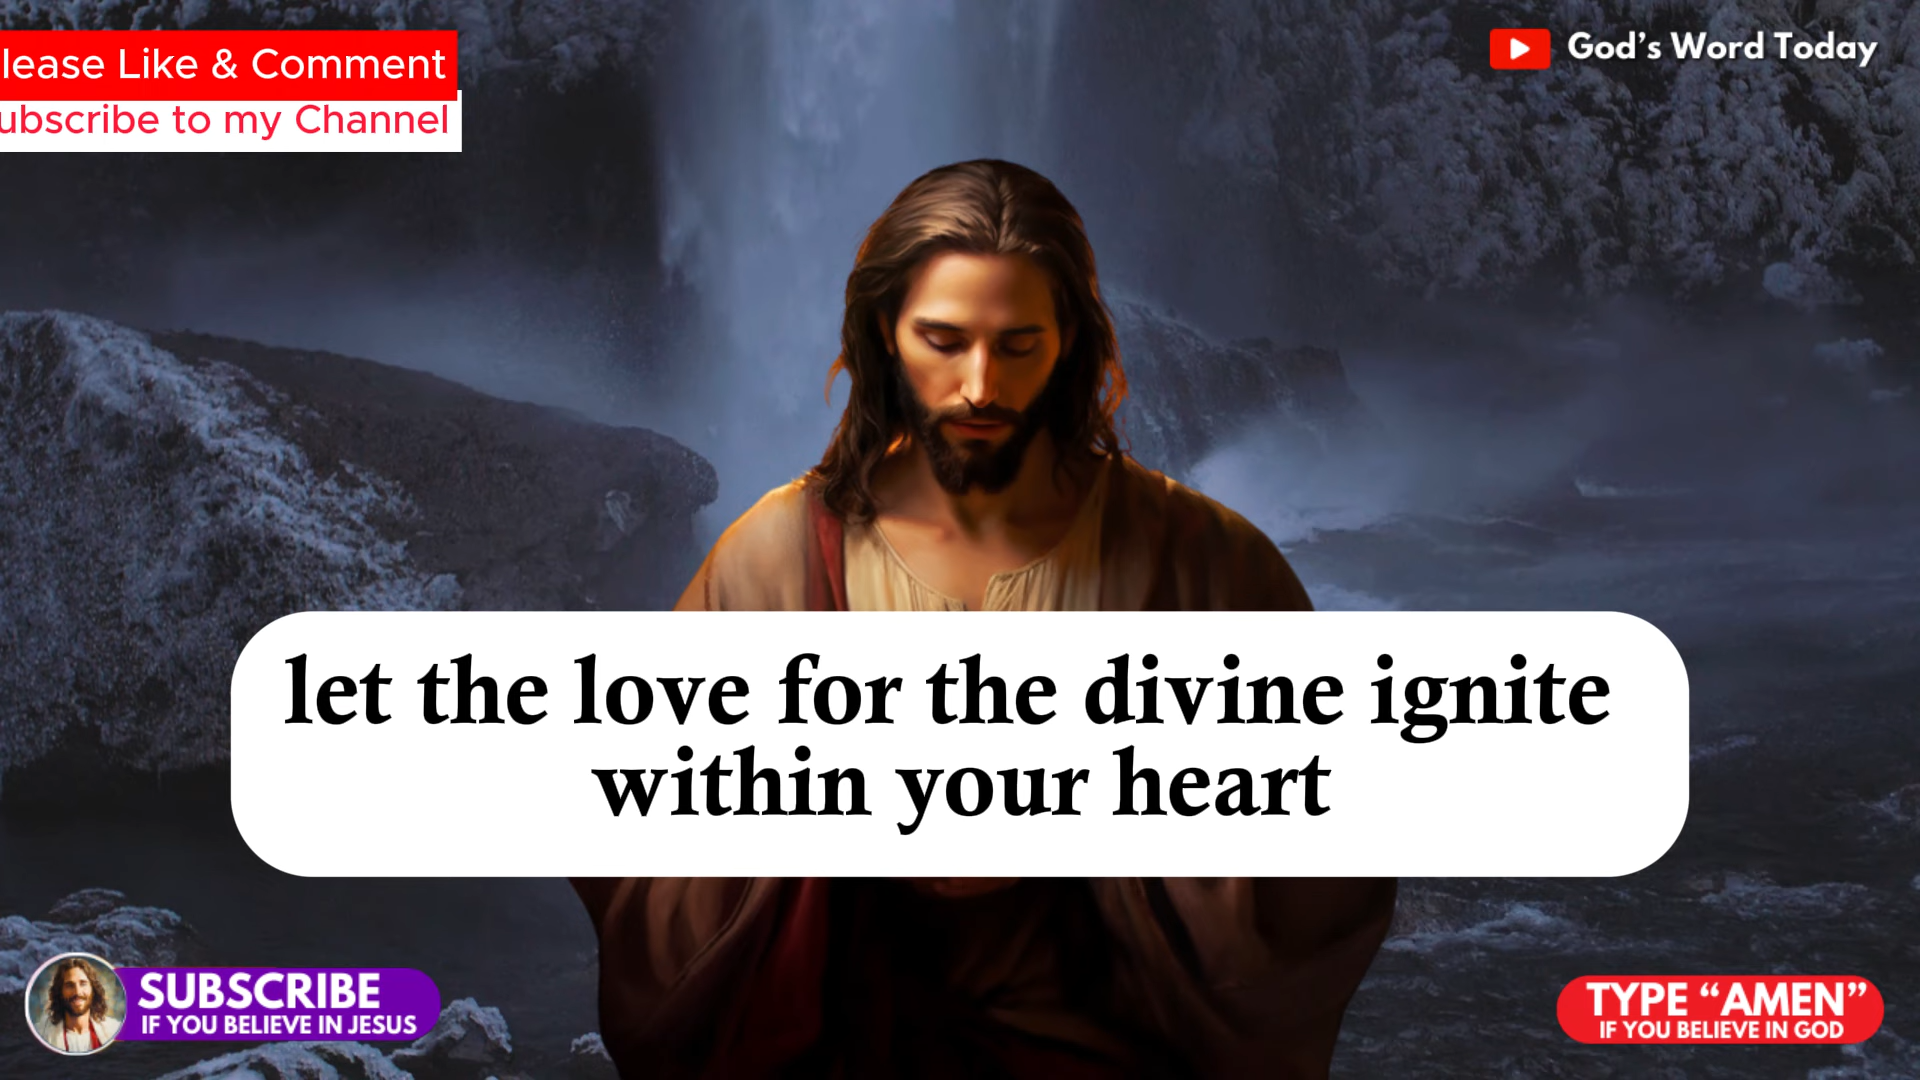 lease Like & Comment
ubscribe to my Channel
God's Word Today
let the love for the divine ignite
within your heart
SUBSCRIBE
IF YOU BELIEVE IN JESUS
TYPE “AMEN”
IF YOU BELIEVE IN GOD